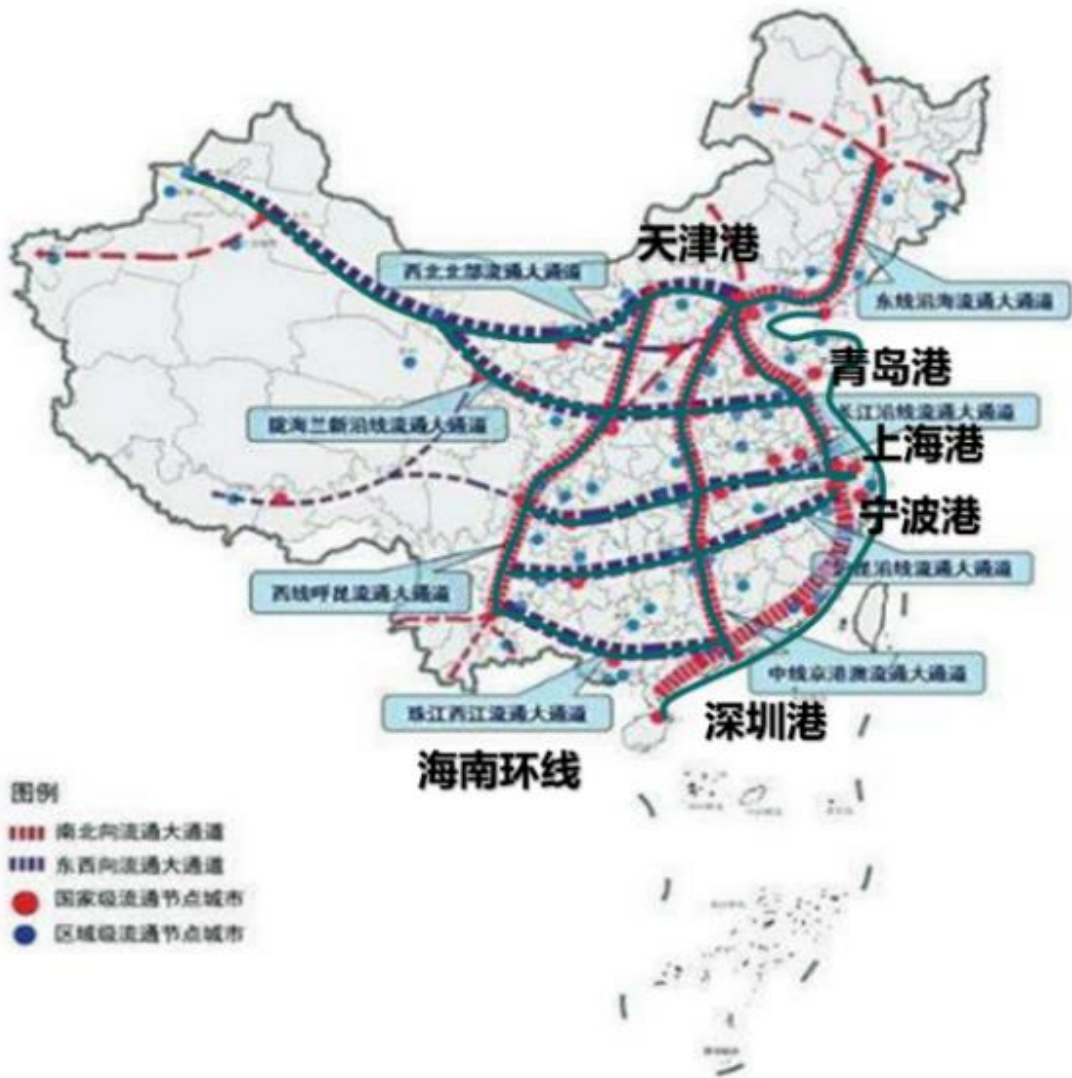 天津港
西北北部流通大通道
东线沿海流通大通道
青岛港
长江沿线流通大通道
陇海兰新沿线流通大通道
上海港
宁波港
昆沿线流通大通道
西线呼昆流通大通道
中线京港澳流通大通道
珠江西江流通大通道
深圳港
海南环线
图例
南北向流通大通道
东西向流通大通道
国家级流通节点城市
区域级流通节点城市